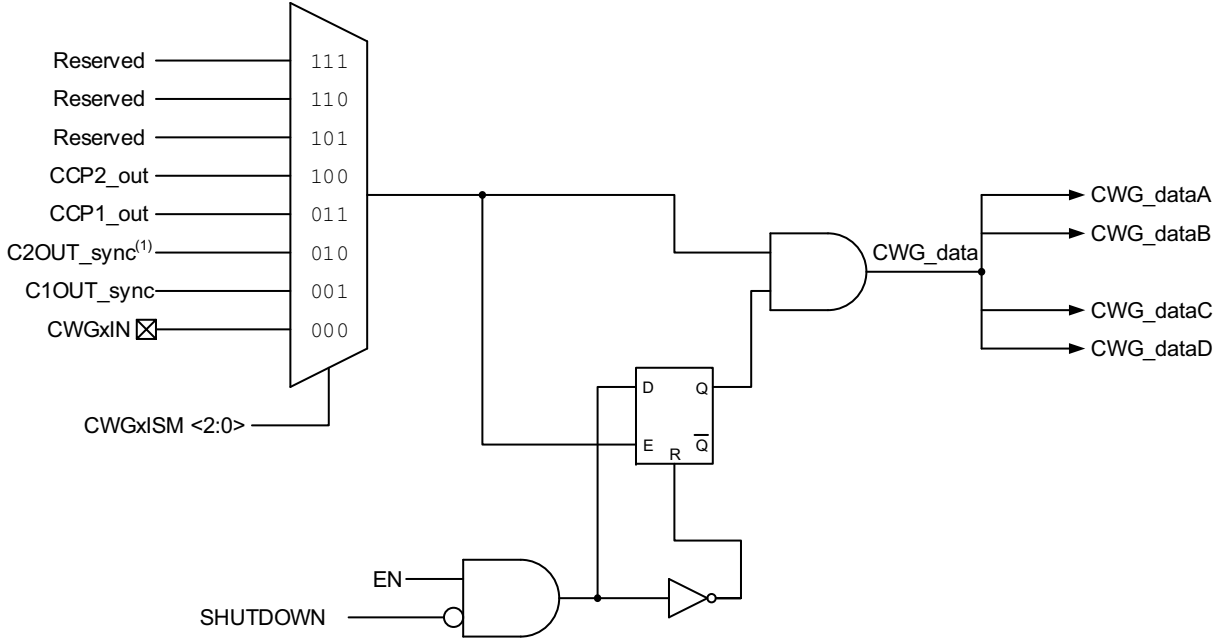 Reserved 111
Reserved 110
Reserved 101
CCP2_out 100
CCP1_out 011
C2OUT_sync(1) 010
C1OUT_sync 001
CWGxIN 000
CWGxISM <2:0>
CWG_data
CWG_dataA
CWG_dataB
CWG_dataC
CWG_dataD
D Q
E Q̅
R
EN
SHUTDOWN